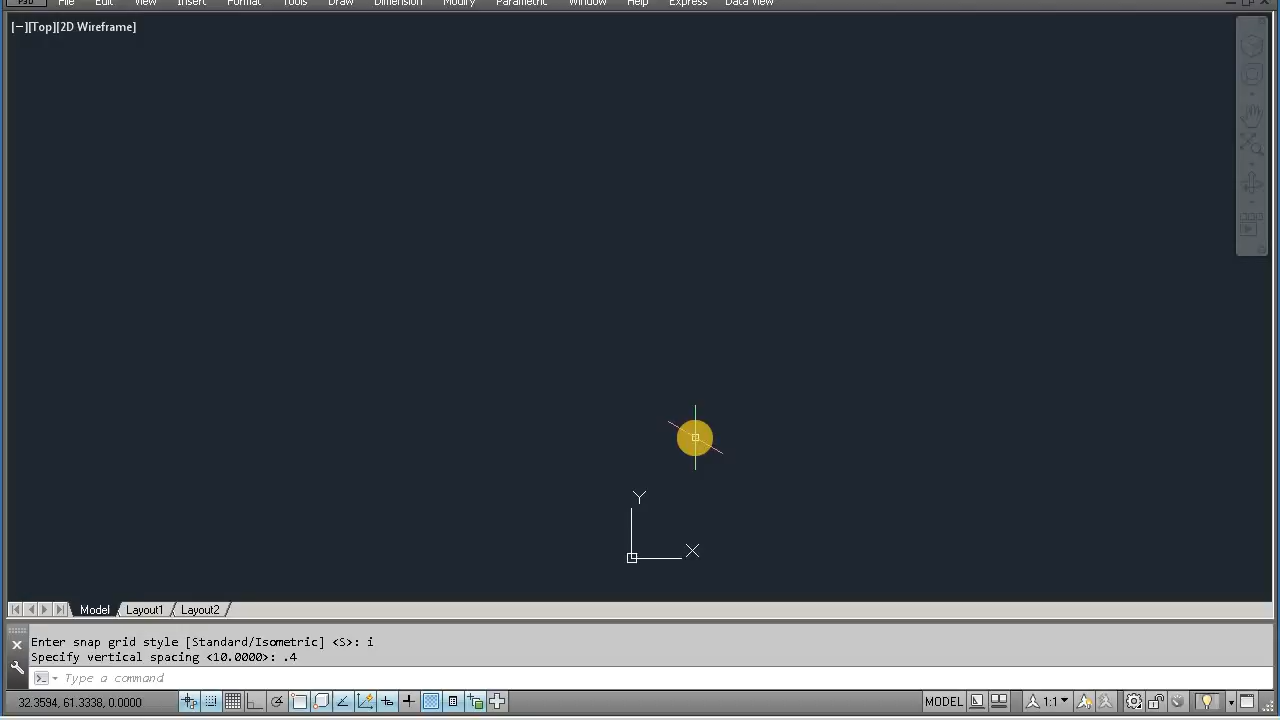 P3D File Edit View Insert Format Tools Draw Dimension Modify Parametric Window Help Express Data View
[−][Top][2D Wireframe]
Y
X
Model Layout1 Layout2
Enter snap grid style [Standard/Isometric] <S>: i
Specify vertical spacing <10.0000>: .4
Type a command
32.3594, 61.3338, 0.0000 MODEL 1:1